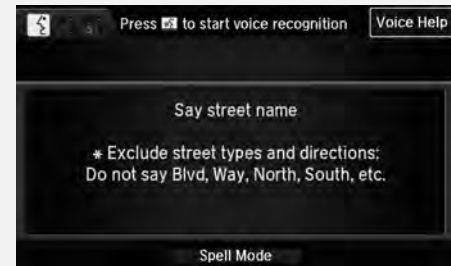 Press to start voice recognition
Voice Help
Say street name
* Exclude street types and directions:
Do not say Blvd, Way, North, South, etc.
Spell Mode